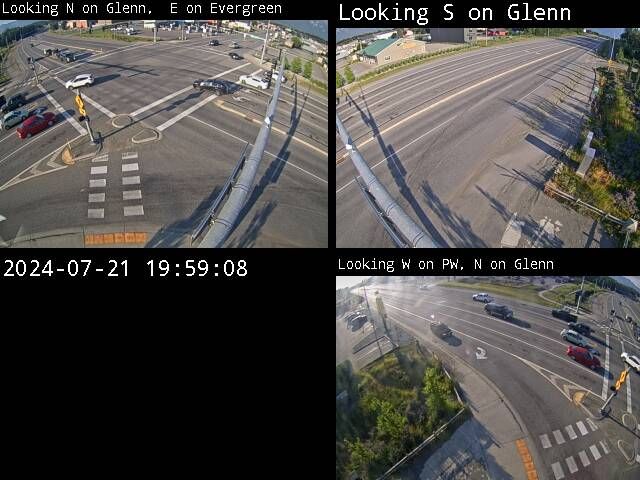 Looking N on Glenn, E on Evergreen
Looking S on Glenn
2024-07-21 19:59:08
Looking W on PW, N on Glenn